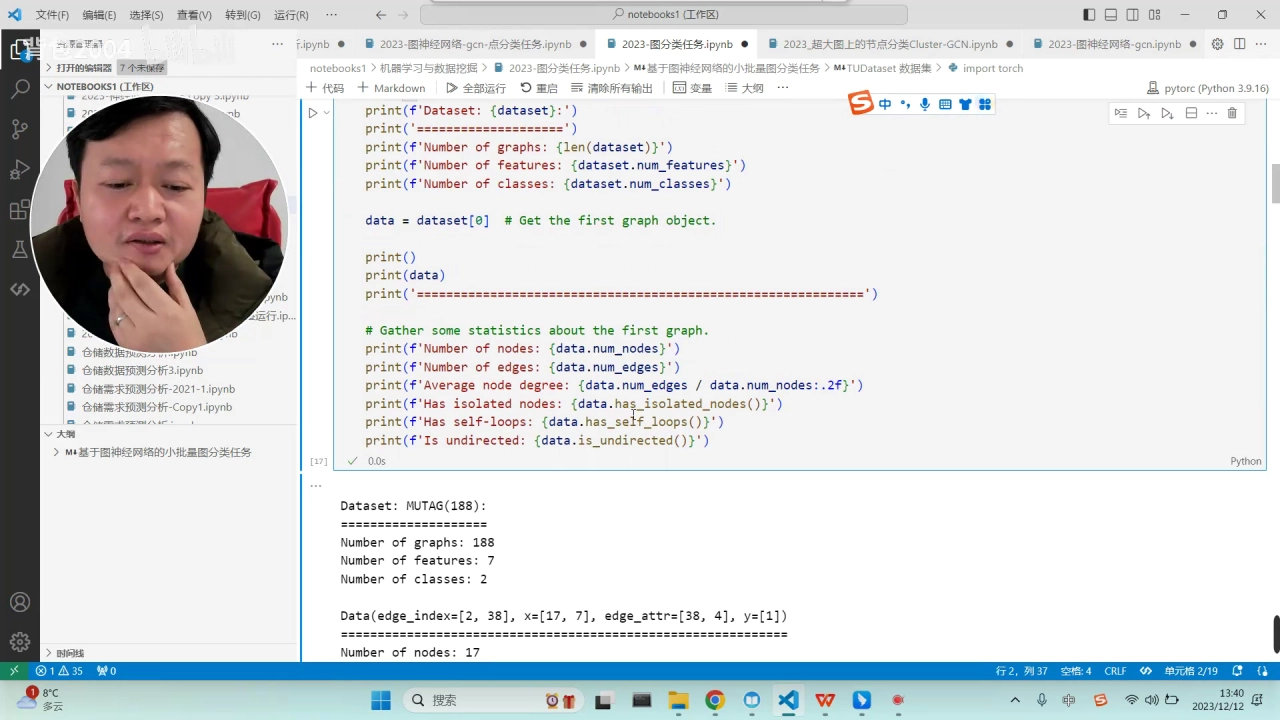 文件(F) 编辑(E) 选择(S) 查看(V) 转到(G) 运行(R) ··· notebooks1 (工作区)
2023-图神经网络-gcn-点分类任务.ipynb 2023-图分类任务.ipynb 2023_超大图上的节点分类Cluster-GCN.ipynb 2023-图神经网络-gcn.ipynb
打开的编辑器 7 个未保存
notebooks1 > 机器学习与数据挖掘 > 2023-图分类任务.ipynb > M↓基于图神经网络的小批量图分类任务 > M↓TUDataset 数据集 > import torch
NOTEBOOKS1 (工作区)
代码 Markdown 全部运行 重启 清除所有输出 变量 大纲 ··· pytorc (Python 3.9.16)
中
print(f'Dataset: {dataset}:')
print('====================')
print(f'Number of graphs: {len(dataset)}')
print(f'Number of features: {dataset.num_features}')
print(f'Number of classes: {dataset.num_classes}')
data = dataset[0]  # Get the first graph object.
print()
print(data)
print('=============================================================')
# Gather some statistics about the first graph.
print(f'Number of nodes: {data.num_nodes}')
print(f'Number of edges: {data.num_edges}')
print(f'Average node degree: {data.num_edges / data.num_nodes:.2f}')
print(f'Has isolated nodes: {data.has_isolated_nodes()}')
print(f'Has self-loops: {data.has_self_loops()}')
print(f'Is undirected: {data.is_undirected()}')
仓储数据预测分析.ipynb
仓储数据预测分析3.ipynb
仓储需求预测分析-2021-1.ipynb
仓储需求预测分析-Copy1.ipynb
大纲
M↓基于图神经网络的小批量图分类任务
[17] 0.0s Python
Dataset: MUTAG(188):
====================
Number of graphs: 188
Number of features: 7
Number of classes: 2
Data(edge_index=[2, 38], x=[17, 7], edge_attr=[38, 4], y=[1])
=============================================================
Number of nodes: 17
时间线
1 35 0 行 2, 列 37 空格: 4 CRLF 单元格 2/19
1 8°C
多云
搜索
中
13:40
2023/12/12